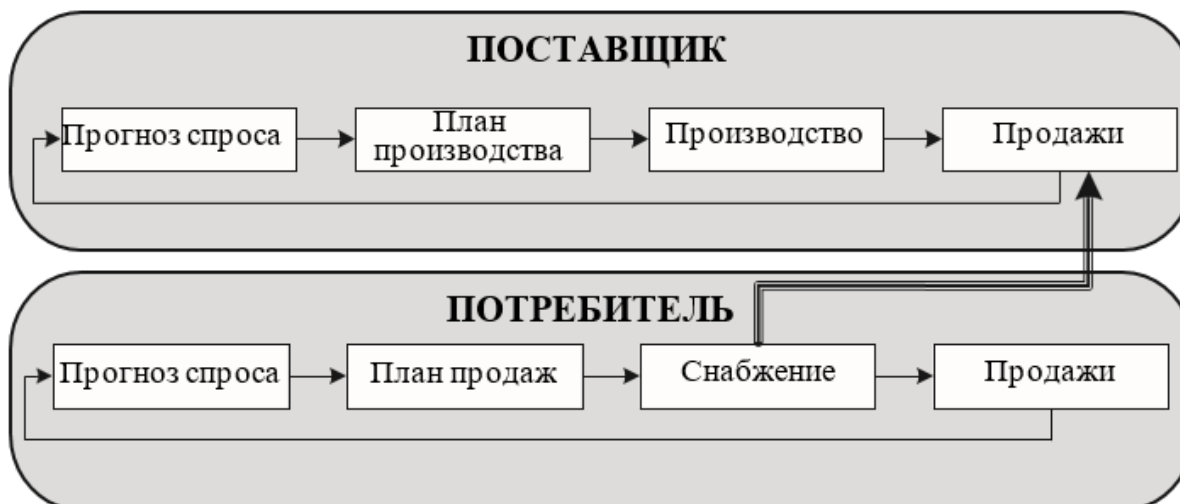 ПОСТАВЩИК
Прогноз спроса
План
производства
Производство
Продажи
ПОТРЕБИТЕЛЬ
Прогноз спроса
План продаж
Снабжение
Продажи